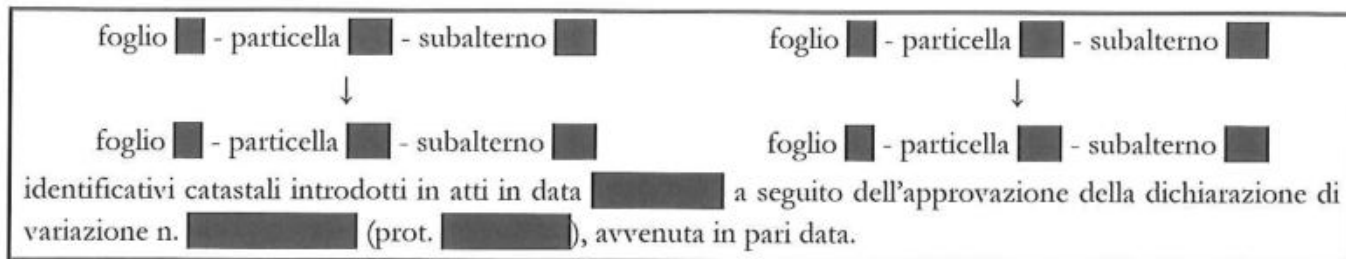 foglio - particella - subalterno foglio - particella - subalterno
↓ ↓
foglio - particella - subalterno foglio - particella - subalterno
identificativi catastali introdotti in atti in data a seguito dell'approvazione della dichiarazione di
variazione n. (prot. ), avvenuta in pari data.